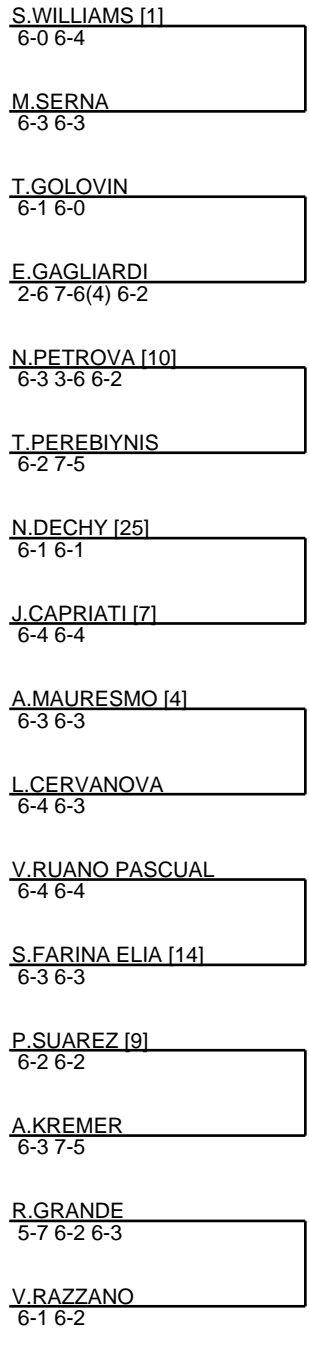 S.WILLIAMS [1]
6-0 6-4
M.SERNA
6-3 6-3
T.GOLOVIN
6-1 6-0
E.GAGLIARDI
2-6 7-6(4) 6-2
N.PETROVA [10]
6-3 3-6 6-2
T.PEREBIYNIS
6-2 7-5
N.DECHY [25]
6-1 6-1
J.CAPRIATI [7]
6-4 6-4
A.MAURESMO [4]
6-3 6-3
L.CERVANOVA
6-4 6-3
V.RUANO PASCUAL
6-4 6-4
S.FARINA ELIA [14]
6-3 6-3
P.SUAREZ [9]
6-2 6-2
A.KREMER
6-3 7-5
R.GRANDE
5-7 6-2 6-3
V.RAZZANO
6-1 6-2